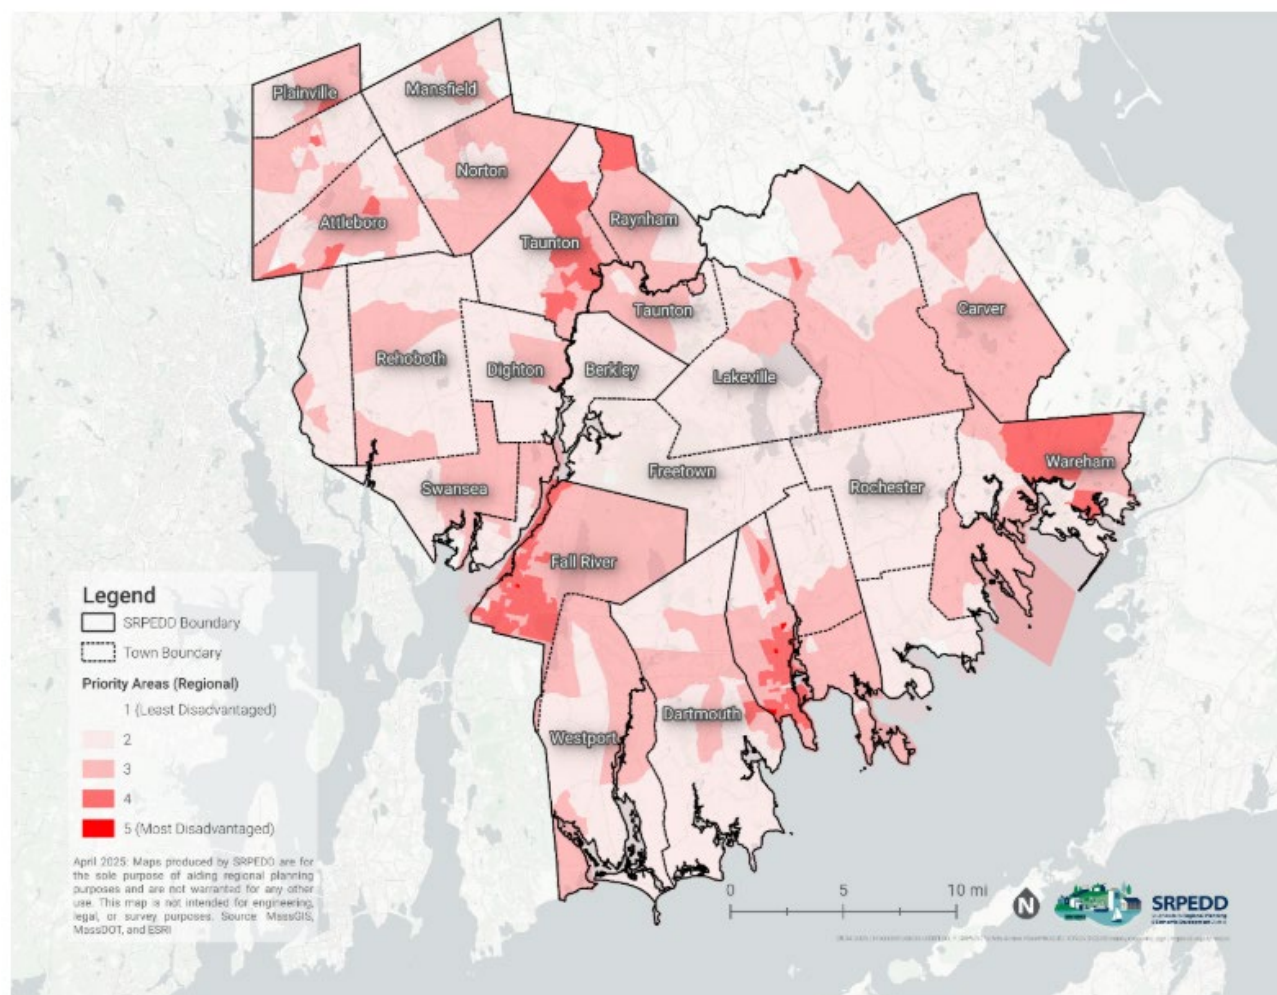 Plainville
Mansfield
Norton
Attleboro
Raynham
Taunton
Taunton
Carver
Rehoboth
Dighton
Berkley
Lakeville
Wareham
Freetown
Swansea
Rochester
Fall River
Dartmouth
Westport
Legend
SRPEDD Boundary
Town Boundary
Priority Areas (Regional)
1 (Least Disadvantaged)
2
3
4
5 (Most Disadvantaged)
April 2025: Maps produced by SRPEDD are for
the sole purpose of aiding regional planning
purposes and are not warranted for any other
use. This map is not intended for engineering,
legal, or survey purposes. Source: MassGIS,
MassDOT, and ESRI
0 5 10 mi
N
SRPEDD